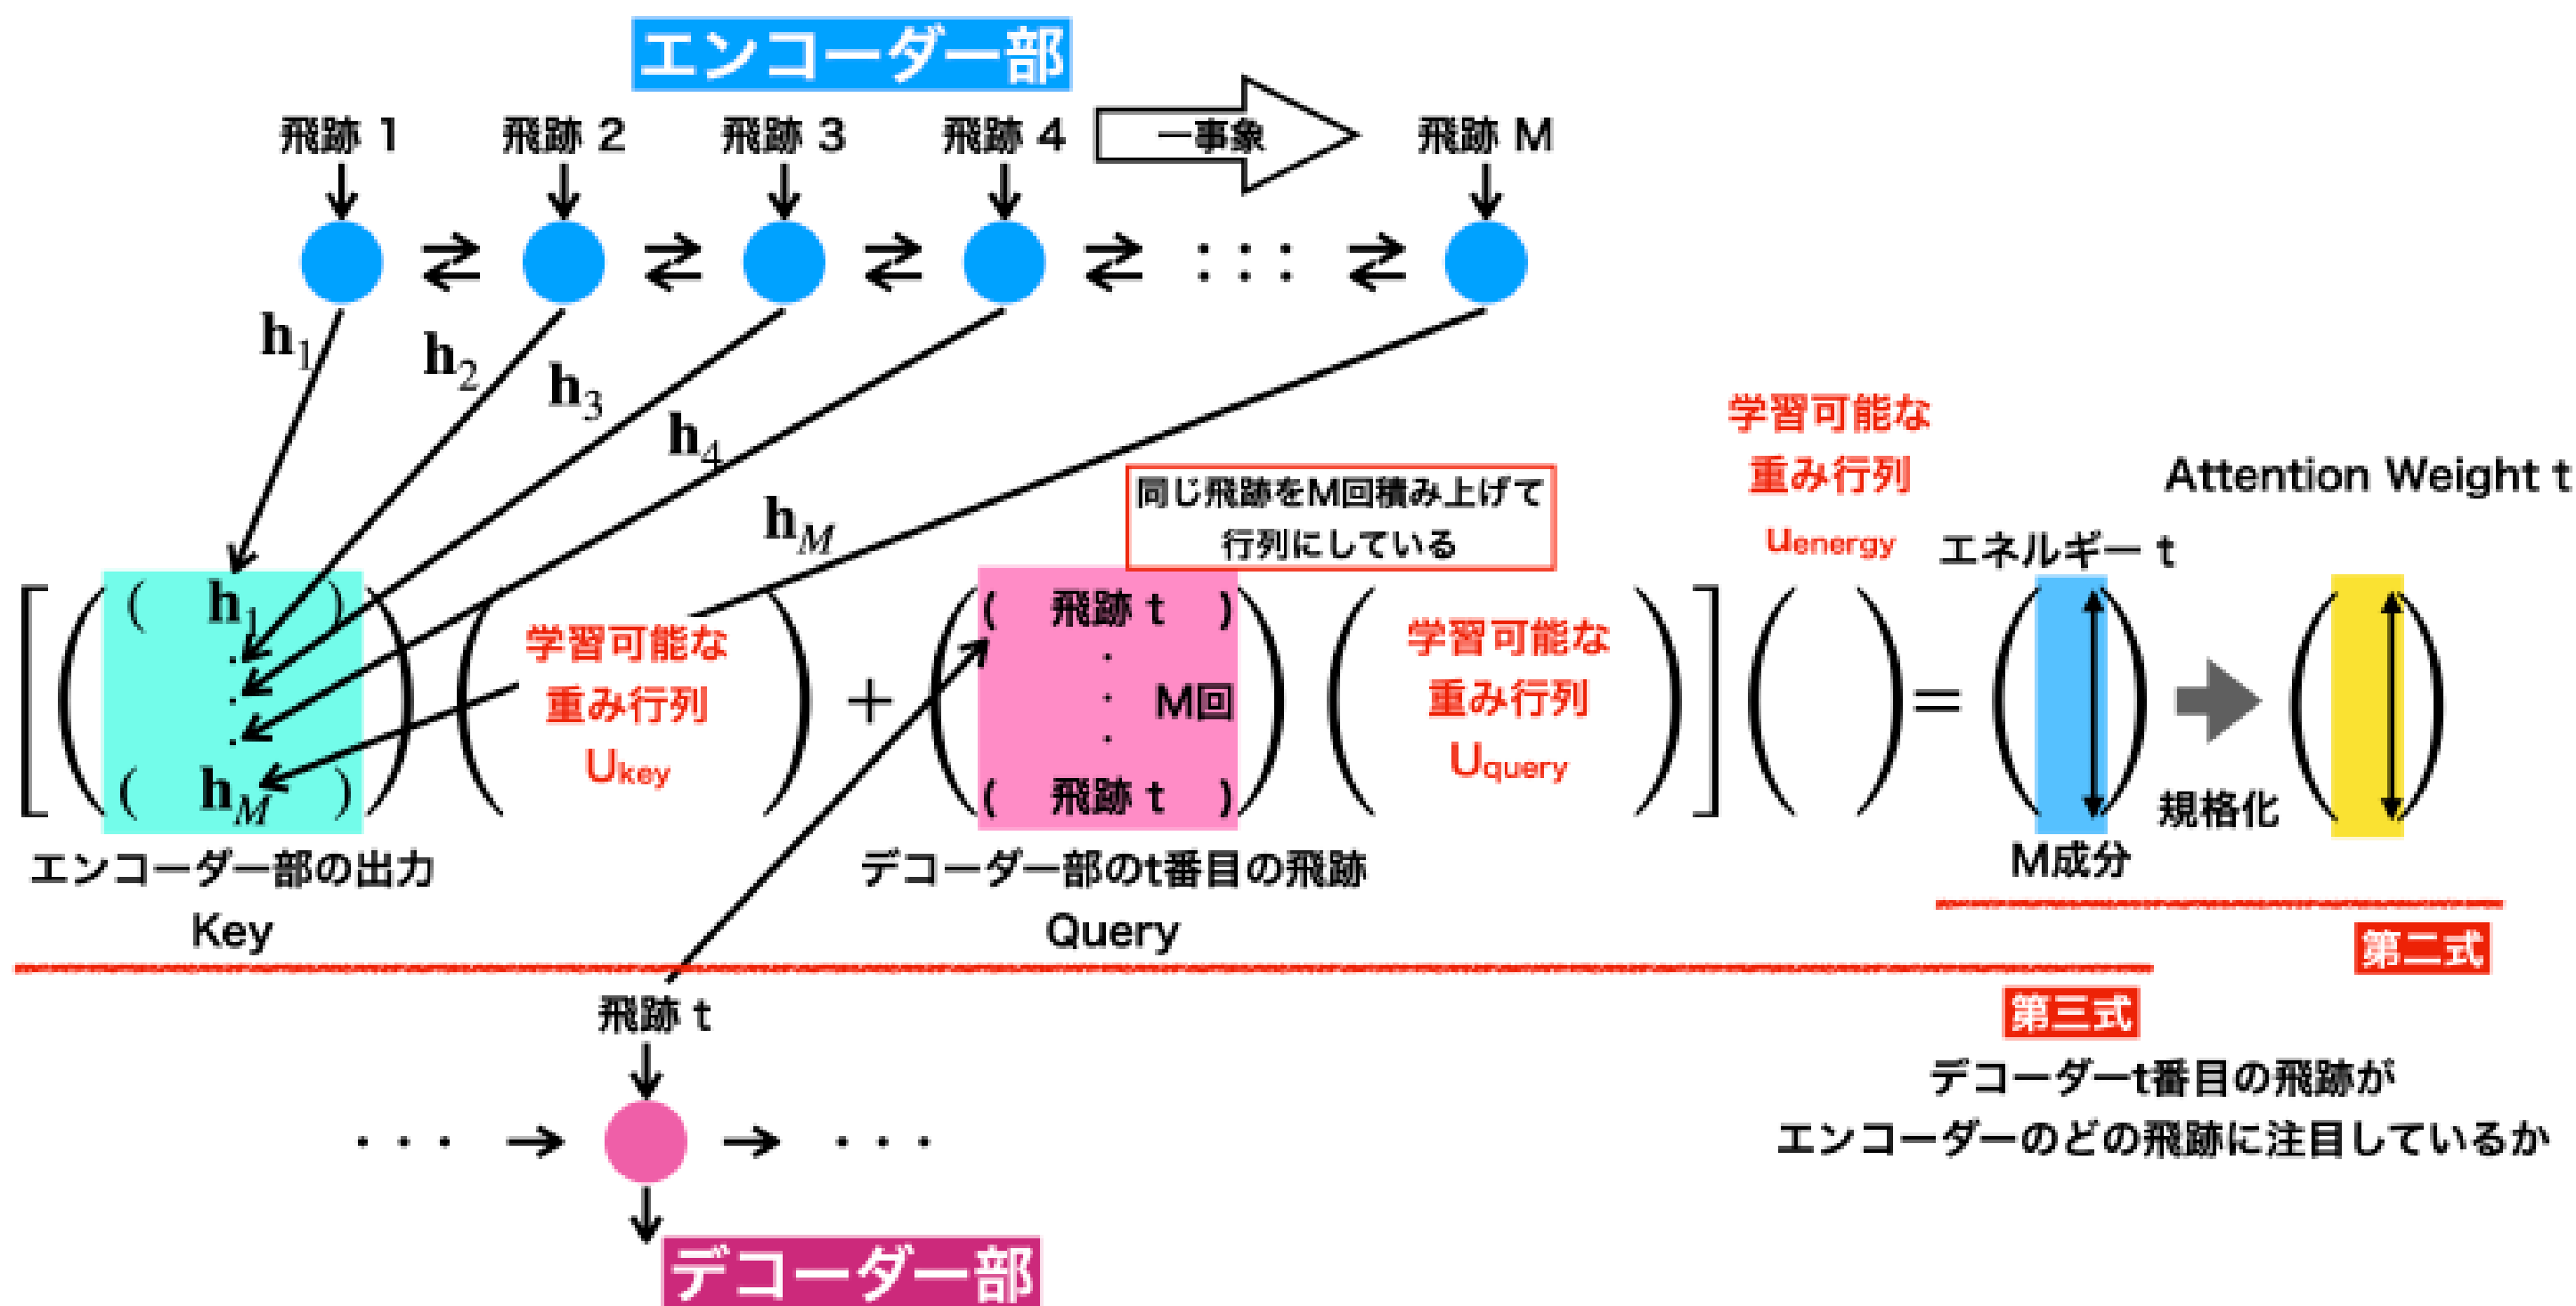 エンコーダー部
飛跡 1
飛跡 2
飛跡 3
飛跡 4
一事象
飛跡 M
h1
h2
h3
h4
hM
同じ飛跡をM回積み上げて
行列にしている
学習可能な
重み行列
uenergy
エネルギー t
Attention Weight t
( h1 )
·
·
·
( hM )
学習可能な
重み行列
Ukey
+
( 飛跡 t )
·
· M回
·
( 飛跡 t )
学習可能な
重み行列
Uquery
=
規格化
エンコーダー部の出力
Key
デコーダー部のt番目の飛跡
Query
M成分
第二式
第三式
デコーダーt番目の飛跡が
エンコーダーのどの飛跡に注目しているか
飛跡 t
デコーダー部